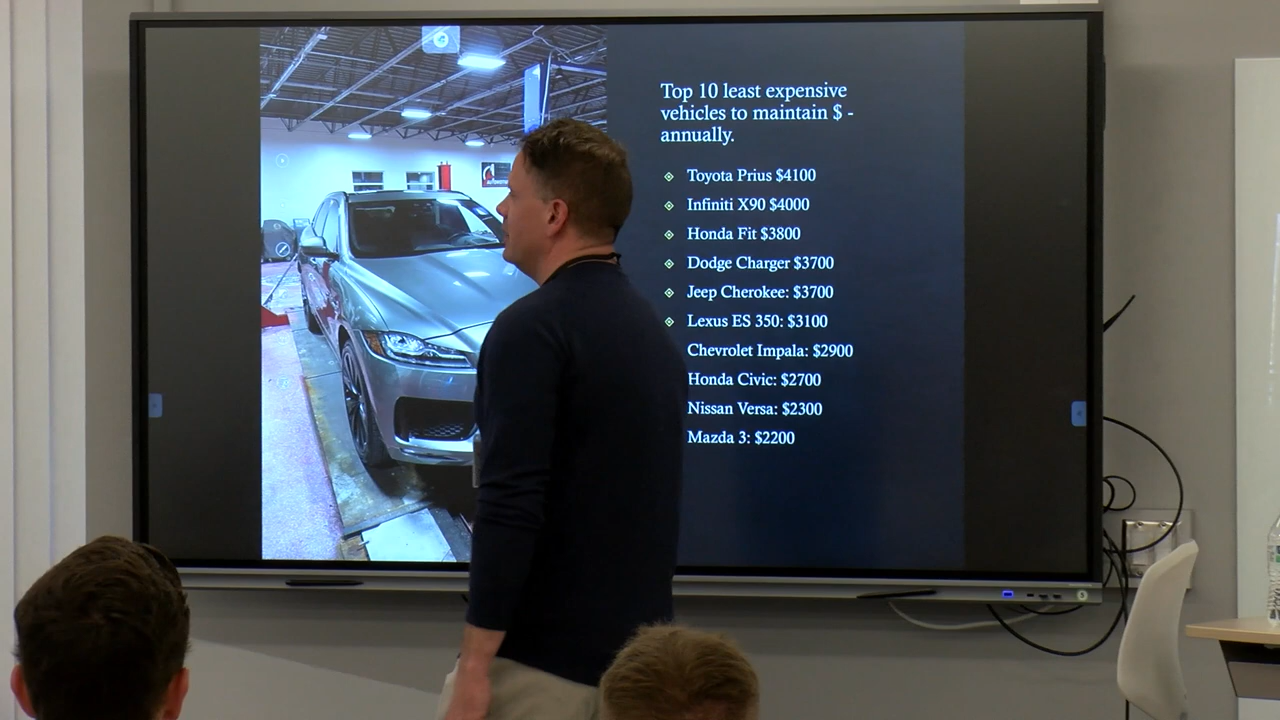 Top 10 least expensive
vehicles to maintain $ -
annually.
Toyota Prius $4100
Infiniti X90 $4000
Honda Fit $3800
Dodge Charger $3700
Jeep Cherokee: $3700
Lexus ES 350: $3100
Chevrolet Impala: $2900
Honda Civic: $2700
Nissan Versa: $2300
Mazda 3: $2200